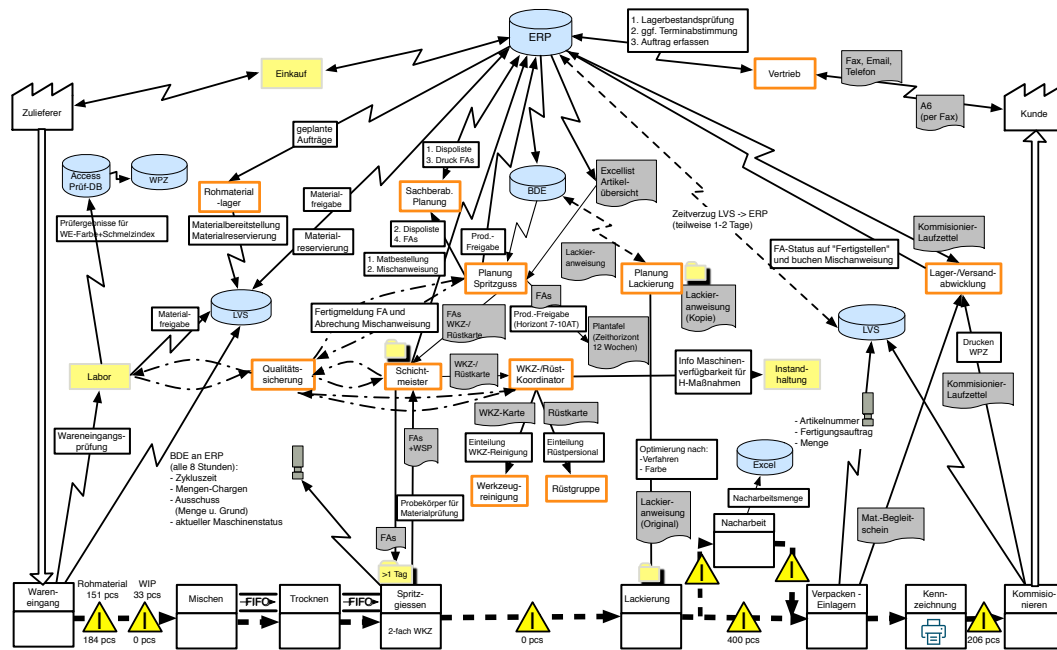 ERP
1. Lagerbestandsprüfung
2. ggf. Terminabstimmung
3. Auftrag erfassen
Einkauf
Vertrieb
Fax, Email,
Telefon
Zulieferer
A6
(per Fax)
Kunde
geplante
Aufträge
1. Dispoliste
3. Druck FAs
Access
Prüf-DB
WPZ
BDE
Excellist
Artikel-
übersicht
Rohmaterial
-lager
Material-
freigabe
Sachberab.
Planung
Prüfergebnisse für
WE-Farbe+Schmelzindex
Materialbereitstellung
Materialreservierung
Material-
reservierung
2. Dispoliste
4. FAs
Prod.-
Freigabe
Zeitverzug LVS -> ERP
(teilweise 1-2 Tage)
Kommisionier-
Laufzettel
1. Matbestellung
2. Mischanweisung
Lackier-
anweisung
FA-Status auf "Fertigstellen"
und buchen Mischanweisung
Planung
Spritzguss
Planung
Lackierung
Lager-/Versand-
abwicklung
Lackier-
anweisung
(Kopie)
LVS
Material-
freigabe
Fertigmeldung FA und
Abrechung Mischanweisung
FAs
WKZ-/
Rüstkarte
FAs
Prod.-Freigabe
(Horizont 7-10AT)
Plantafel
(Zeithorizont
12 Wochen)
LVS
Drucken
WPZ
Labor
Qualitäts-
sicherung
Schicht-
meister
WKZ-/
Rüstkarte
WKZ-/Rüst-
Koordinator
Info Maschinen-
verfügbarkeit für
H-Maßnahmen
Instand-
haltung
Kommisionier-
Laufzettel
WKZ-Karte
Rüstkarte
Wareneingangs-
prüfung
FAs
+WSP
Einteilung
WKZ-Reinigung
Einteilung
Rüstpersional
- Artikelnummer
- Fertigungsauftrag
- Menge
BDE an ERP
(alle 8 Stunden):
- Zykluszeit
- Mengen-Chargen
- Ausschuss
(Menge u. Grund)
- aktueller Maschinenstatus
Optimierung nach:
-Verfahren
- Farbe
Excel
Werkzeug-
reinigung
Rüstgruppe
Probekörper für
Materialprüfung
Lackier-
anweisung
(Original)
Nacharbeitsmenge
Mat.-Begleit-
schein
Nacharbeit
FAs
>1 Tag
Waren-
eingang
Rohmaterial
151 pcs
184 pcs
WIP
33 pcs
0 pcs
Mischen
FIFO
Trocknen
FIFO
Spritz-
giessen
2-fach WKZ
0 pcs
Lackierung
400 pcs
Verpacken -
Einlagern
Kenn-
zeichnung
206 pcs
Kommisio-
nieren